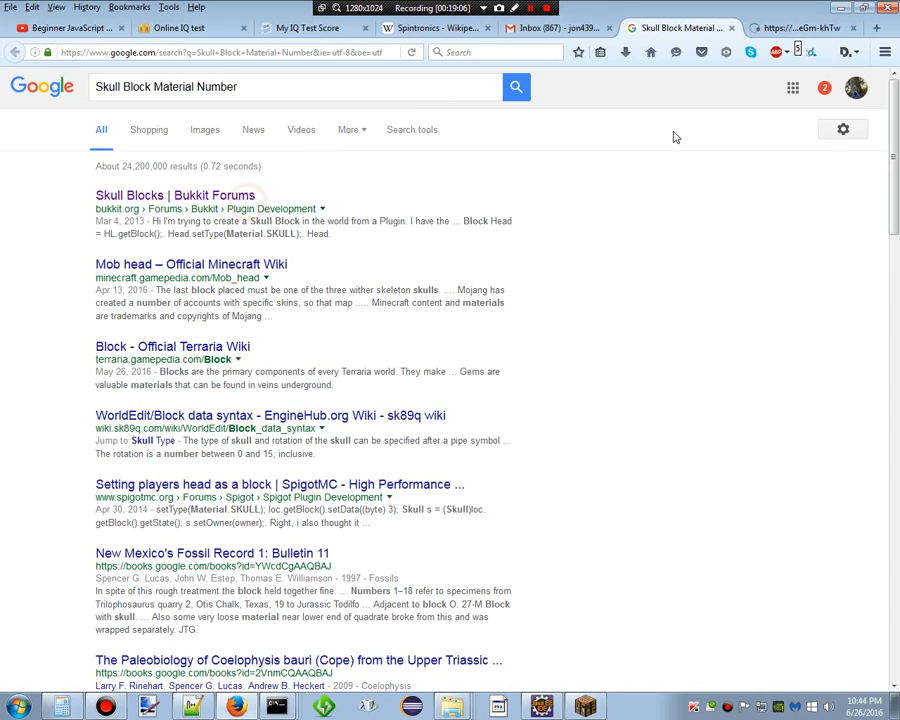 File Edit View History Bookmarks Tools Help
1280x1024 Recording [00:19:06]
Beginner JavaScript ... Online IQ test My IQ Test Score Spintronics - Wikipe... Inbox (867) - jon439... Skull Block Material ... https://...eGm-khTw
https://www.google.com/search?q=Skull+Block+Material+Number&ie=utf-8&oe=utf Search ABP 5 D...
Google Skull Block Material Number 2
All Shopping Images News Videos More Search tools
About 24,200,000 results (0.72 seconds)
Skull Blocks | Bukkit Forums
bukkit.org › Forums › Bukkit › Plugin Development
Mar 4, 2013 - Hi I'm trying to create a Skull Block in the world from a Plugin. I have the ... Block Head
= HL.getBlock();. Head.setType(Material.SKULL);. Head.
Mob head – Official Minecraft Wiki
minecraft.gamepedia.com/Mob_head
Apr 13, 2016 - The last block placed must be one of the three wither skeleton skulls. .... Mojang has
created a number of accounts with specific skins, so that map ..... Minecraft content and materials
are trademarks and copyrights of Mojang ...
Block - Official Terraria Wiki
terraria.gamepedia.com/Block
May 26, 2016 - Blocks are the primary components of every Terraria world. They make ... Gems are
valuable materials that can be found in veins underground.
WorldEdit/Block data syntax - EngineHub.org Wiki - sk89q wiki
wiki.sk89q.com/wiki/WorldEdit/Block_data_syntax
Jump to Skull Type - The type of skull and rotation of the skull can be specified after a pipe symbol ...
The rotation is a number between 0 and 15, inclusive.
Setting players head as a block | SpigotMC - High Performance ...
www.spigotmc.org › Forums › Spigot › Spigot Plugin Development
Apr 30, 2014 - setType(Material.SKULL); loc.getBlock().setData((byte) 3); Skull s = (Skull)loc.
getBlock().getState(); s.setOwner(owner);. Right, i also thought it ...
New Mexico's Fossil Record 1: Bulletin 11
https://books.google.com/books?id=YWcdCgAAQBAJ
Spencer G. Lucas, John W. Estep, Thomas E. Williamson - 1997 - Fossils
In spite of this rough treatment the block held together fine. ... Numbers 1–18 refer to specimens from
Trilophosaurus quarry 2, Otis Chalk, Texas, 19 to Jurassic Todilfo ... Adjacent to block O. 27-M Block
with skull. ... Also some very loose material near lower end of quadrate broke from this and was
wrapped separately. JTG.
The Paleobiology of Coelophysis bauri (Cope) from the Upper Triassic ...
https://books.google.com/books?id=2VnmCQAAQBAJ
Larry F. Rinehart, Spencer G. Lucas, Andrew B. Heckert - 2009 - Coelophysis
10:44 PM
6/26/2016